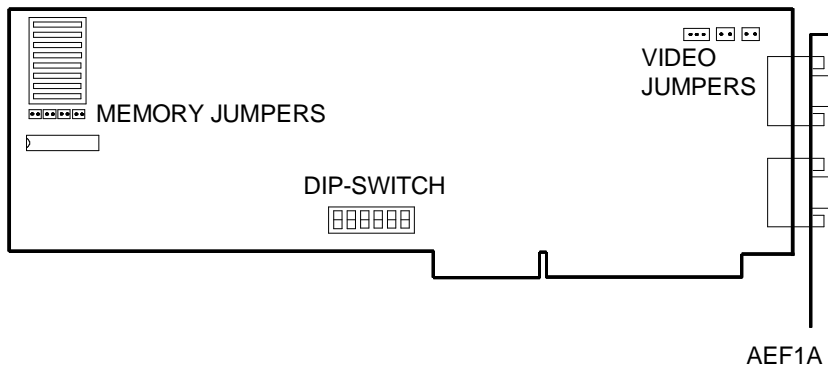 VIDEO
JUMPERS
MEMORY JUMPERS
DIP-SWITCH
AEF1A